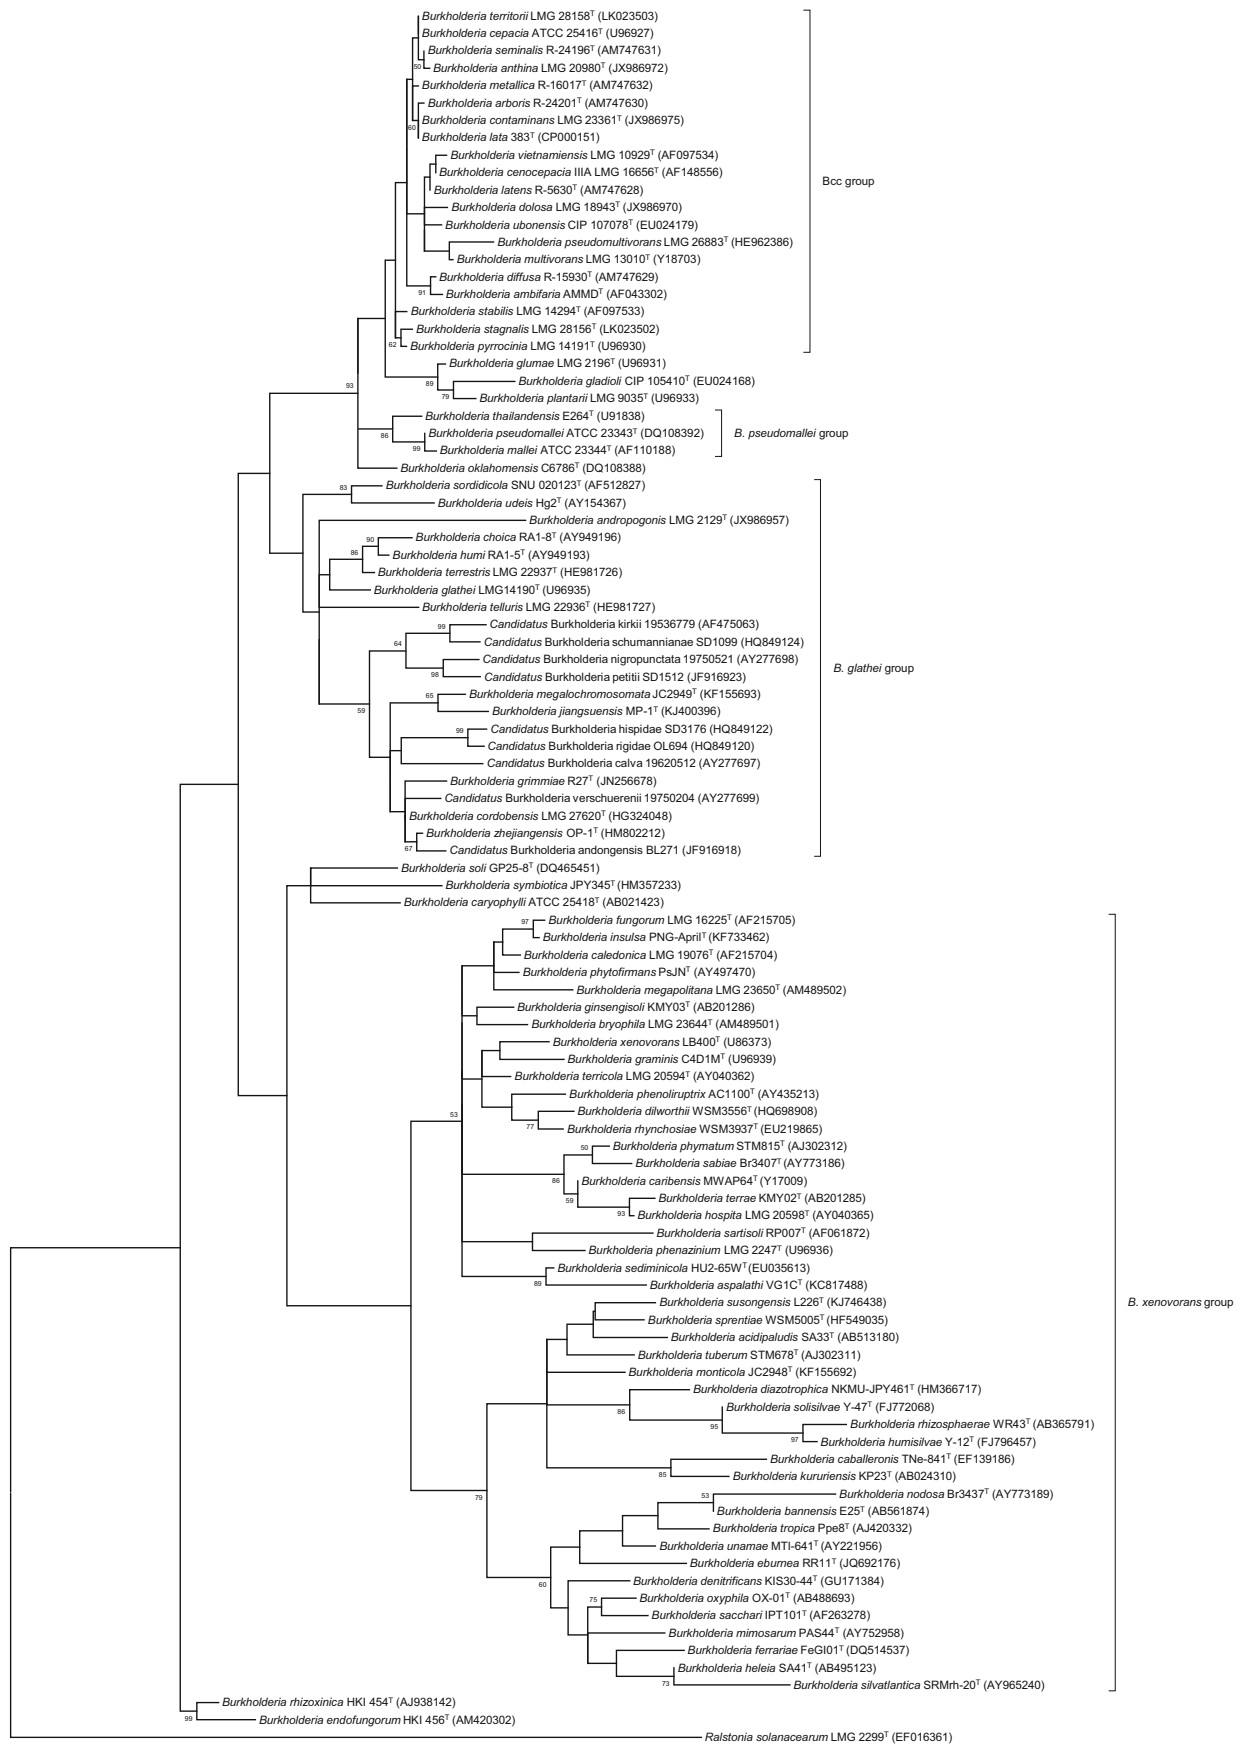 Burkholderia territorii LMG 28158ᵀ (LK023503)
Burkholderia cepacia ATCC 25416ᵀ (U96927)
Burkholderia seminalis R-24196ᵀ (AM747631)
50
Burkholderia anthina LMG 20980ᵀ (JX986972)
Burkholderia metallica R-16017ᵀ (AM747632)
Burkholderia arboris R-24201ᵀ (AM747630)
Burkholderia contaminans LMG 23361ᵀ (JX986975)
60
Burkholderia lata 383ᵀ (CP000151)
Burkholderia vietnamiensis LMG 10929ᵀ (AF097534)
Burkholderia cenocepacia IIIA LMG 16656ᵀ (AF148556)
Bcc group
Burkholderia latens R-5630ᵀ (AM747628)
Burkholderia dolosa LMG 18943ᵀ (JX986970)
Burkholderia ubonensis CIP 107078ᵀ (EU024179)
Burkholderia pseudomultivorans LMG 26883ᵀ (HE962386)
Burkholderia multivorans LMG 13010ᵀ (Y18703)
Burkholderia diffusa R-15930ᵀ (AM747629)
91
Burkholderia ambifaria AMMDᵀ (AF043302)
Burkholderia stabilis LMG 14294ᵀ (AF097533)
Burkholderia stagnalis LMG 28156ᵀ (LK023502)
62
Burkholderia pyrrocinia LMG 14191ᵀ (U96930)
Burkholderia glumae LMG 2196ᵀ (U96931)
89
Burkholderia gladioli CIP 105410ᵀ (EU024168)
93
79
Burkholderia plantarii LMG 9035ᵀ (U96933)
Burkholderia thailandensis E264ᵀ (U91838)
86
Burkholderia pseudomallei ATCC 23343ᵀ (DQ108392)
B. pseudomallei group
99
Burkholderia mallei ATCC 23344ᵀ (AF110188)
Burkholderia oklahomensis C6786ᵀ (DQ108388)
83
Burkholderia sordidicola SNU 020123ᵀ (AF512827)
Burkholderia udeis Hg2ᵀ (AY154367)
Burkholderia andropogonis LMG 2129ᵀ (JX986957)
90
Burkholderia choica RA1-8ᵀ (AY949196)
86
Burkholderia humi RA1-5ᵀ (AY949193)
Burkholderia terrestris LMG 22937ᵀ (HE981726)
Burkholderia glathei LMG14190ᵀ (U96935)
Burkholderia telluris LMG 22936ᵀ (HE981727)
99
Candidatus Burkholderia kirkii 19536779 (AF475063)
64
Candidatus Burkholderia schumannianae SD1099 (HQ849124)
Candidatus Burkholderia nigropunctata 19750521 (AY277698)
B. glathei group
98
Candidatus Burkholderia petitii SD1512 (JF916923)
65
Burkholderia megalochromosomata JC2949ᵀ (KF155693)
59
Burkholderia jiangsuensis MP-1ᵀ (KJ400396)
99
Candidatus Burkholderia hispidae SD3176 (HQ849122)
Candidatus Burkholderia rigidae OL694 (HQ849120)
Candidatus Burkholderia calva 19620512 (AY277697)
Burkholderia grimmiae R27ᵀ (JN256678)
Candidatus Burkholderia verschuerenii 19750204 (AY277699)
Burkholderia cordobensis LMG 27620ᵀ (HG324048)
Burkholderia zhejiangensis OP-1ᵀ (HM802212)
67
Candidatus Burkholderia andongensis BL271 (JF916918)
Burkholderia soli GP25-8ᵀ (DQ465451)
Burkholderia symbiotica JPY345ᵀ (HM357233)
Burkholderia caryophylli ATCC 25418ᵀ (AB021423)
97
Burkholderia fungorum LMG 16225ᵀ (AF215705)
Burkholderia insulsa PNG-Aprilᵀ (KF733462)
Burkholderia caledonica LMG 19076ᵀ (AF215704)
Burkholderia phytofirmans PsJNᵀ (AY497470)
Burkholderia megapolitana LMG 23650ᵀ (AM489502)
Burkholderia ginsengisoli KMY03ᵀ (AB201286)
Burkholderia bryophila LMG 23644ᵀ (AM489501)
Burkholderia xenovorans LB400ᵀ (U86373)
Burkholderia graminis C4D1Mᵀ (U96939)
Burkholderia terricola LMG 20594ᵀ (AY040362)
Burkholderia phenoliruptrix AC1100ᵀ (AY435213)
53
Burkholderia dilworthii WSM3556ᵀ (HQ698908)
77
Burkholderia rhynchosiae WSM3937ᵀ (EU219865)
50
Burkholderia phymatum STM815ᵀ (AJ302312)
Burkholderia sabiae Br3407ᵀ (AY773186)
86
Burkholderia caribensis MWAP64ᵀ (Y17009)
59
Burkholderia terrae KMY02ᵀ (AB201285)
93
Burkholderia hospita LMG 20598ᵀ (AY040365)
Burkholderia sartisoli RP007ᵀ (AF061872)
Burkholderia phenazinium LMG 2247ᵀ (U96936)
Burkholderia sediminicola HU2-65Wᵀ (EU035613)
89
Burkholderia aspalathi VG1Cᵀ (KC817488)
Burkholderia susongensis L226ᵀ (KJ746438)
B. xenovorans group
Burkholderia sprentiae WSM5005ᵀ (HF549035)
Burkholderia acidipaludis SA33ᵀ (AB513180)
Burkholderia tuberum STM678ᵀ (AJ302311)
Burkholderia monticola JC2948ᵀ (KF155692)
Burkholderia diazotrophica NKMU-JPY461ᵀ (HM366717)
86
Burkholderia solisilvae Y-47ᵀ (FJ772068)
95
Burkholderia rhizosphaerae WR43ᵀ (AB365791)
97
Burkholderia humisilvae Y-12ᵀ (FJ796457)
Burkholderia caballeronis TNe-841ᵀ (EF139186)
85
Burkholderia kururiensis KP23ᵀ (AB024310)
79
53
Burkholderia nodosa Br3437ᵀ (AY773189)
Burkholderia bannensis E25ᵀ (AB561874)
Burkholderia tropica Ppe8ᵀ (AJ420332)
Burkholderia unamae MTI-641ᵀ (AY221956)
Burkholderia eburnea RR11ᵀ (JQ692176)
60
Burkholderia denitrificans KIS30-44ᵀ (GU171384)
75
Burkholderia oxyphila OX-01ᵀ (AB488693)
Burkholderia sacchari IPT101ᵀ (AF263278)
Burkholderia mimosarum PAS44ᵀ (AY752958)
Burkholderia ferrariae FeGI01ᵀ (DQ514537)
Burkholderia heleia SA41ᵀ (AB495123)
73
Burkholderia silvatlantica SRMrh-20ᵀ (AY965240)
Burkholderia rhizoxinica HKI 454ᵀ (AJ938142)
99
Burkholderia endofungorum HKI 456ᵀ (AM420302)
Ralstonia solanacearum LMG 2299ᵀ (EF016361)